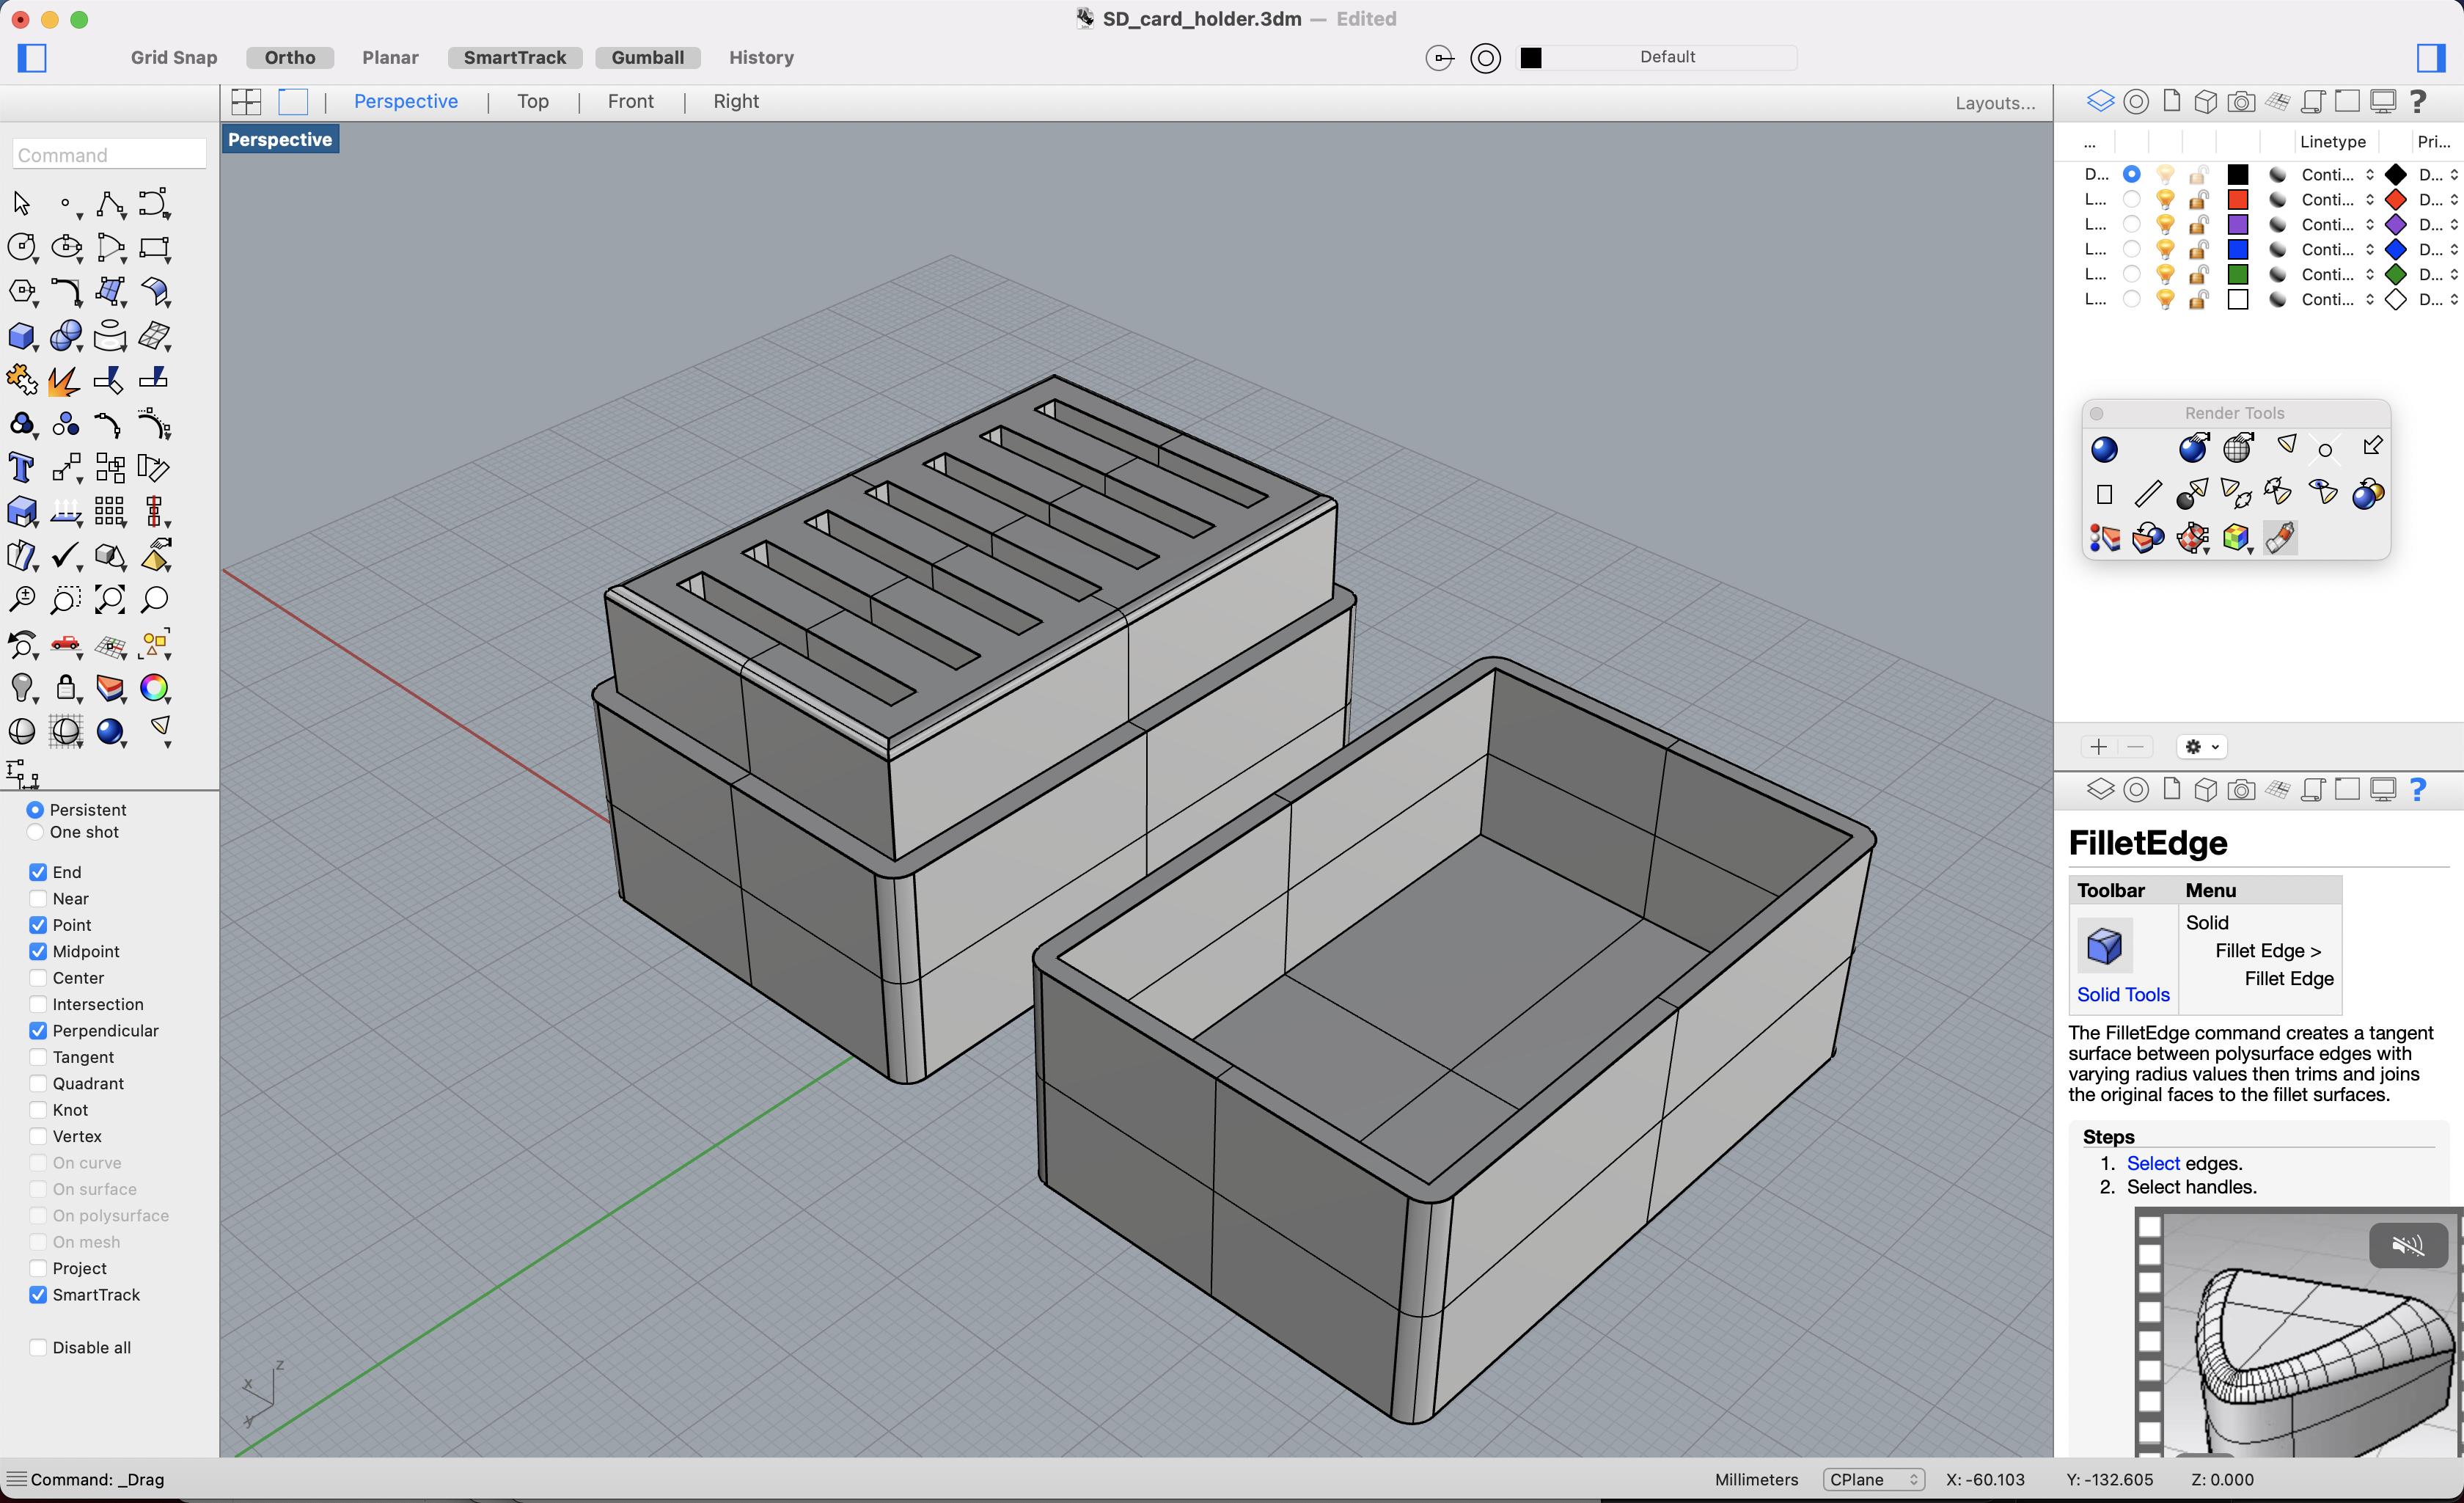 SD_card_holder.3dm — Edited
Grid Snap Ortho Planar SmartTrack Gumball History Default
Perspective Top Front Right Layouts...
Perspective
Command
... Linetype Pri...
D... Conti... D...
L... Conti... D...
L... Conti... D...
L... Conti... D...
L... Conti... D...
L... Conti... D...
Render Tools
Persistent
One shot
End
Near
Point
Midpoint
Center
Intersection
Perpendicular
Tangent
Quadrant
Knot
Vertex
On curve
On surface
On polysurface
On mesh
Project
SmartTrack
Disable all
z
x
y
FilletEdge
Toolbar Menu
Solid
Fillet Edge >
Fillet Edge
Solid Tools
The FilletEdge command creates a tangent
surface between polysurface edges with
varying radius values then trims and joins
the original faces to the fillet surfaces.
Steps
1. Select edges.
2. Select handles.
Command: _Drag
Millimeters CPlane X: -60.103 Y: -132.605 Z: 0.000